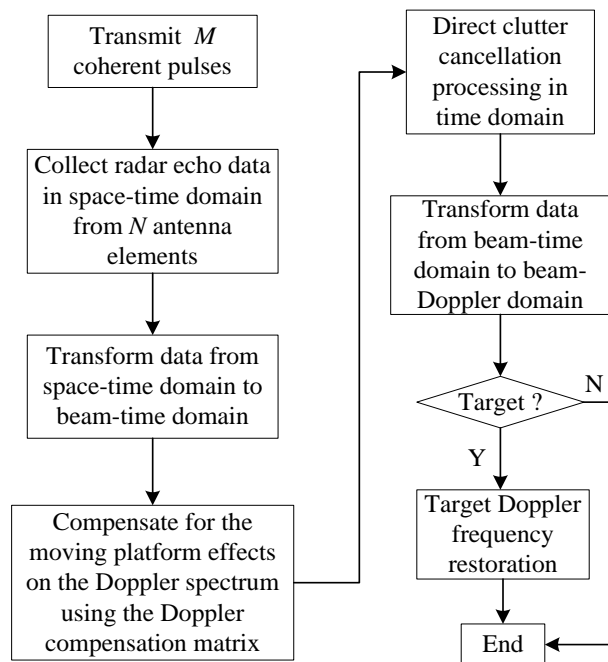 Transmit M
coherent pulses
Collect radar echo data
in space-time domain
from N antenna
elements
Transform data from
space-time domain to
beam-time domain
Compensate for the
moving platform effects
on the Doppler spectrum
using the Doppler
compensation matrix
Direct clutter
cancellation
processing in
time domain
Transform data
from beam-time
domain to beam-
Doppler domain
Target ?
N
Y
Target Doppler
frequency
restoration
End